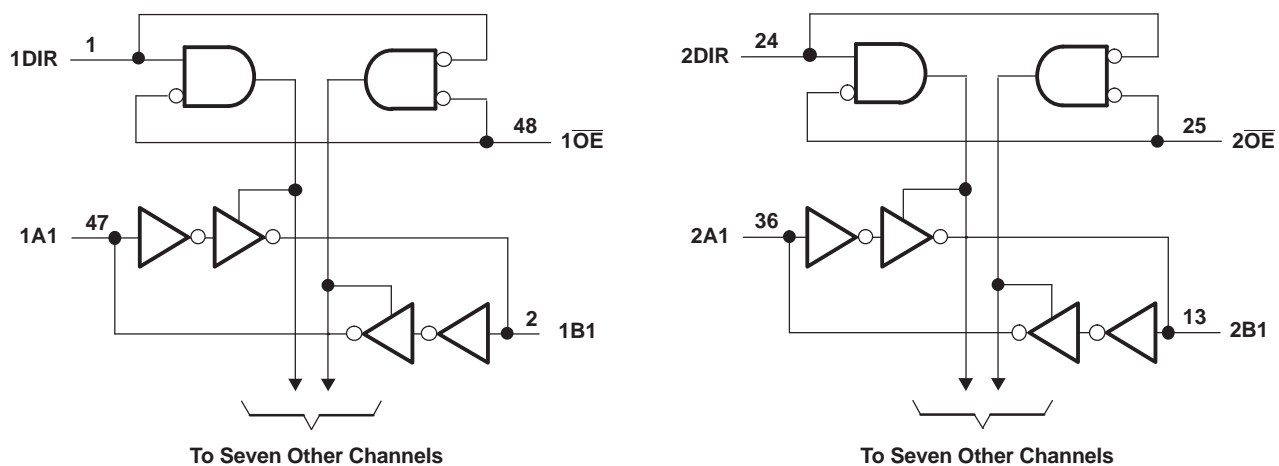 1DIR
1
48
1OE
47
1A1
2
1B1
To Seven Other Channels
2DIR
24
25
2OE
36
2A1
13
2B1
To Seven Other Channels